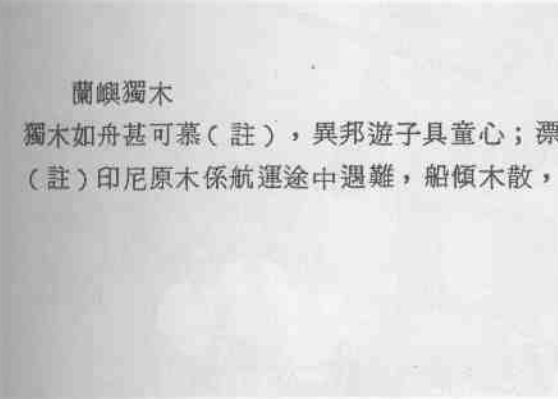 蘭嶼獨木
獨木如舟甚可慕(註),異邦遊子具童心;漂
(註)印尼原木係航運途中遇難,船傾木散,